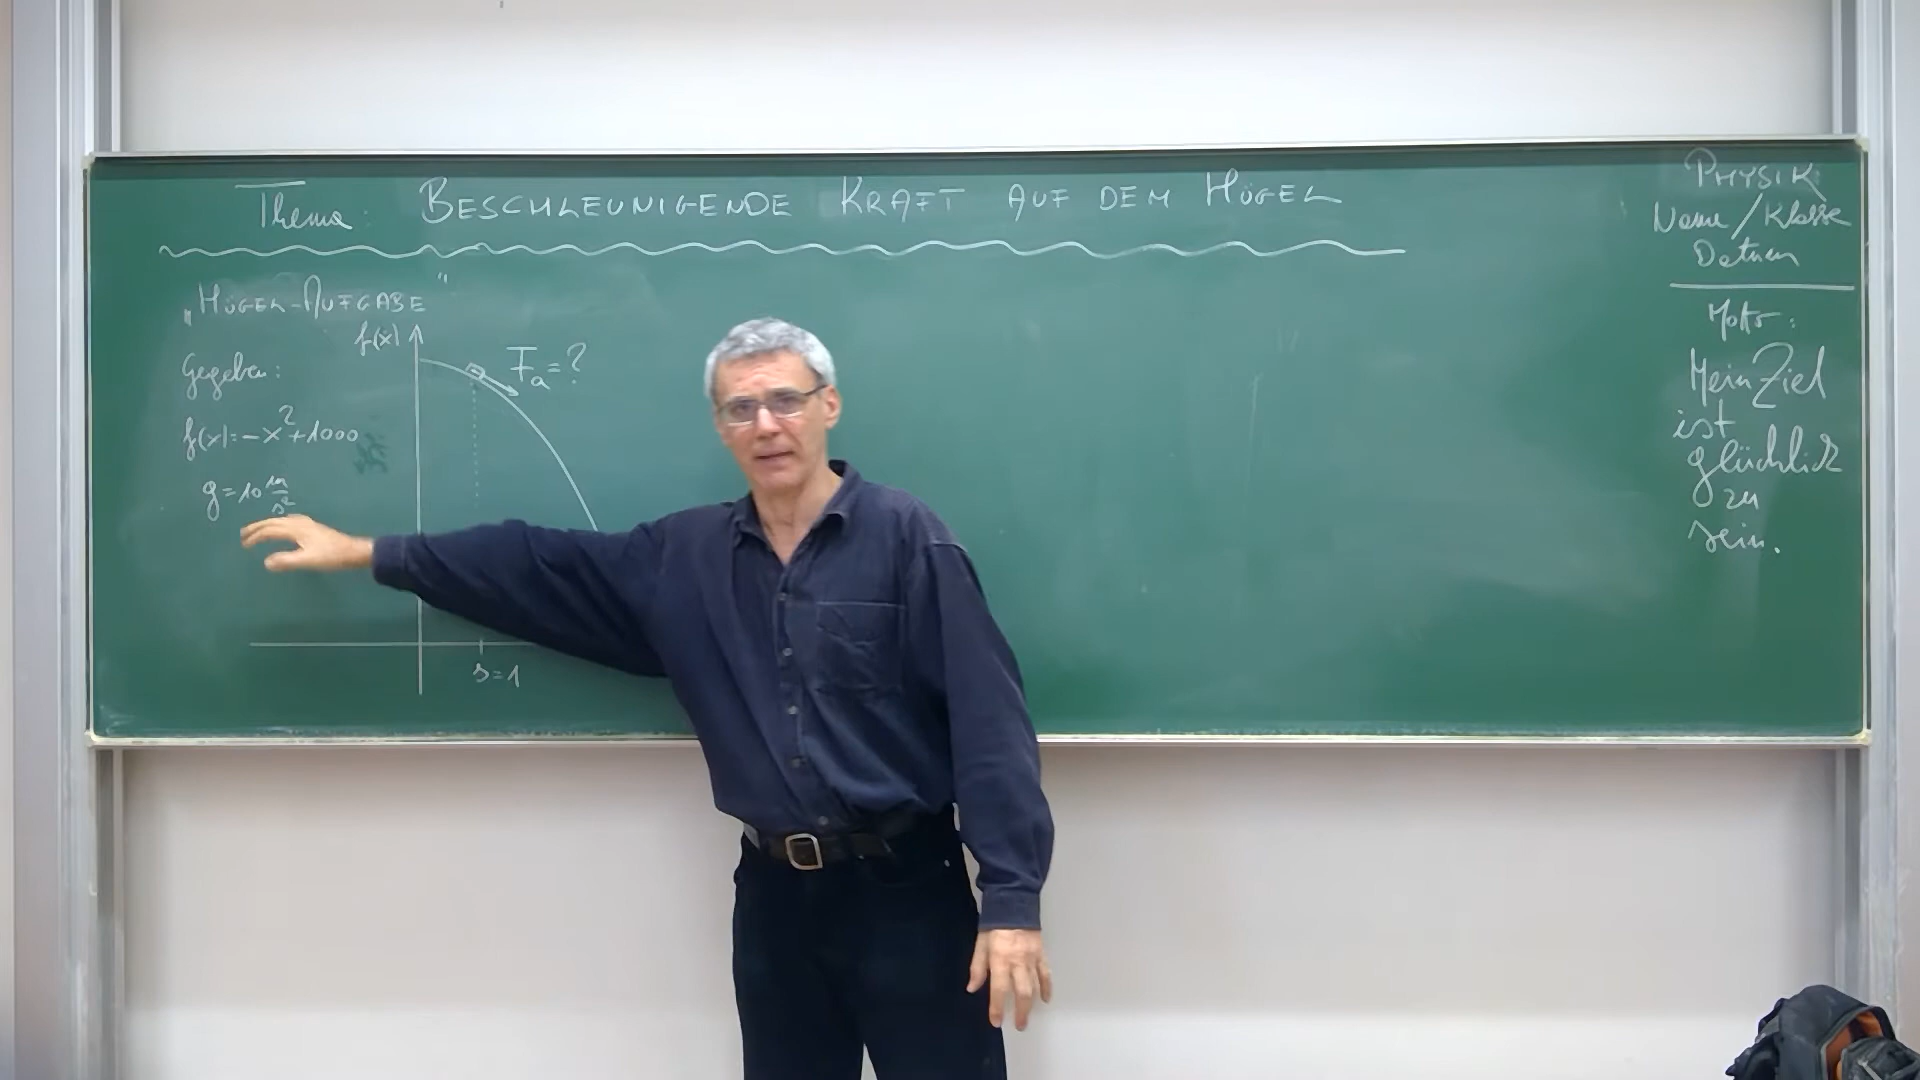 Thema: BESCHLEUNIGENDE KRAFT AUF DEM HÜGEL
„HÜGEL-AUFGABE"
Gegeben:
f(x)=-x²+1000
g=10 m/s²
f(x)
Fa=?
s=1
PHYSIK
Name/Klasse
Datum
Motto:
Mein Ziel
ist
glücklich
zu
sein.